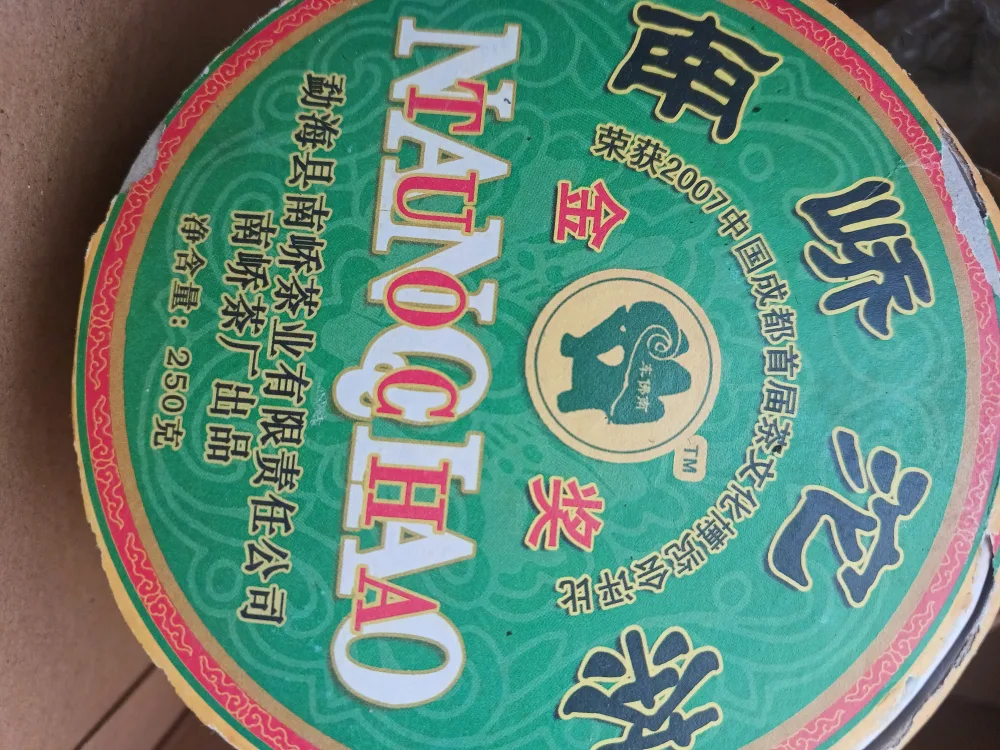 南峤沱茶
荣获2007中国成都首届茶文化博览会
金 奖
TM
NANQIAO
TUOCHA
勐海县南峤茶业有限责任公司
南峤茶厂出品
净含量: 250克